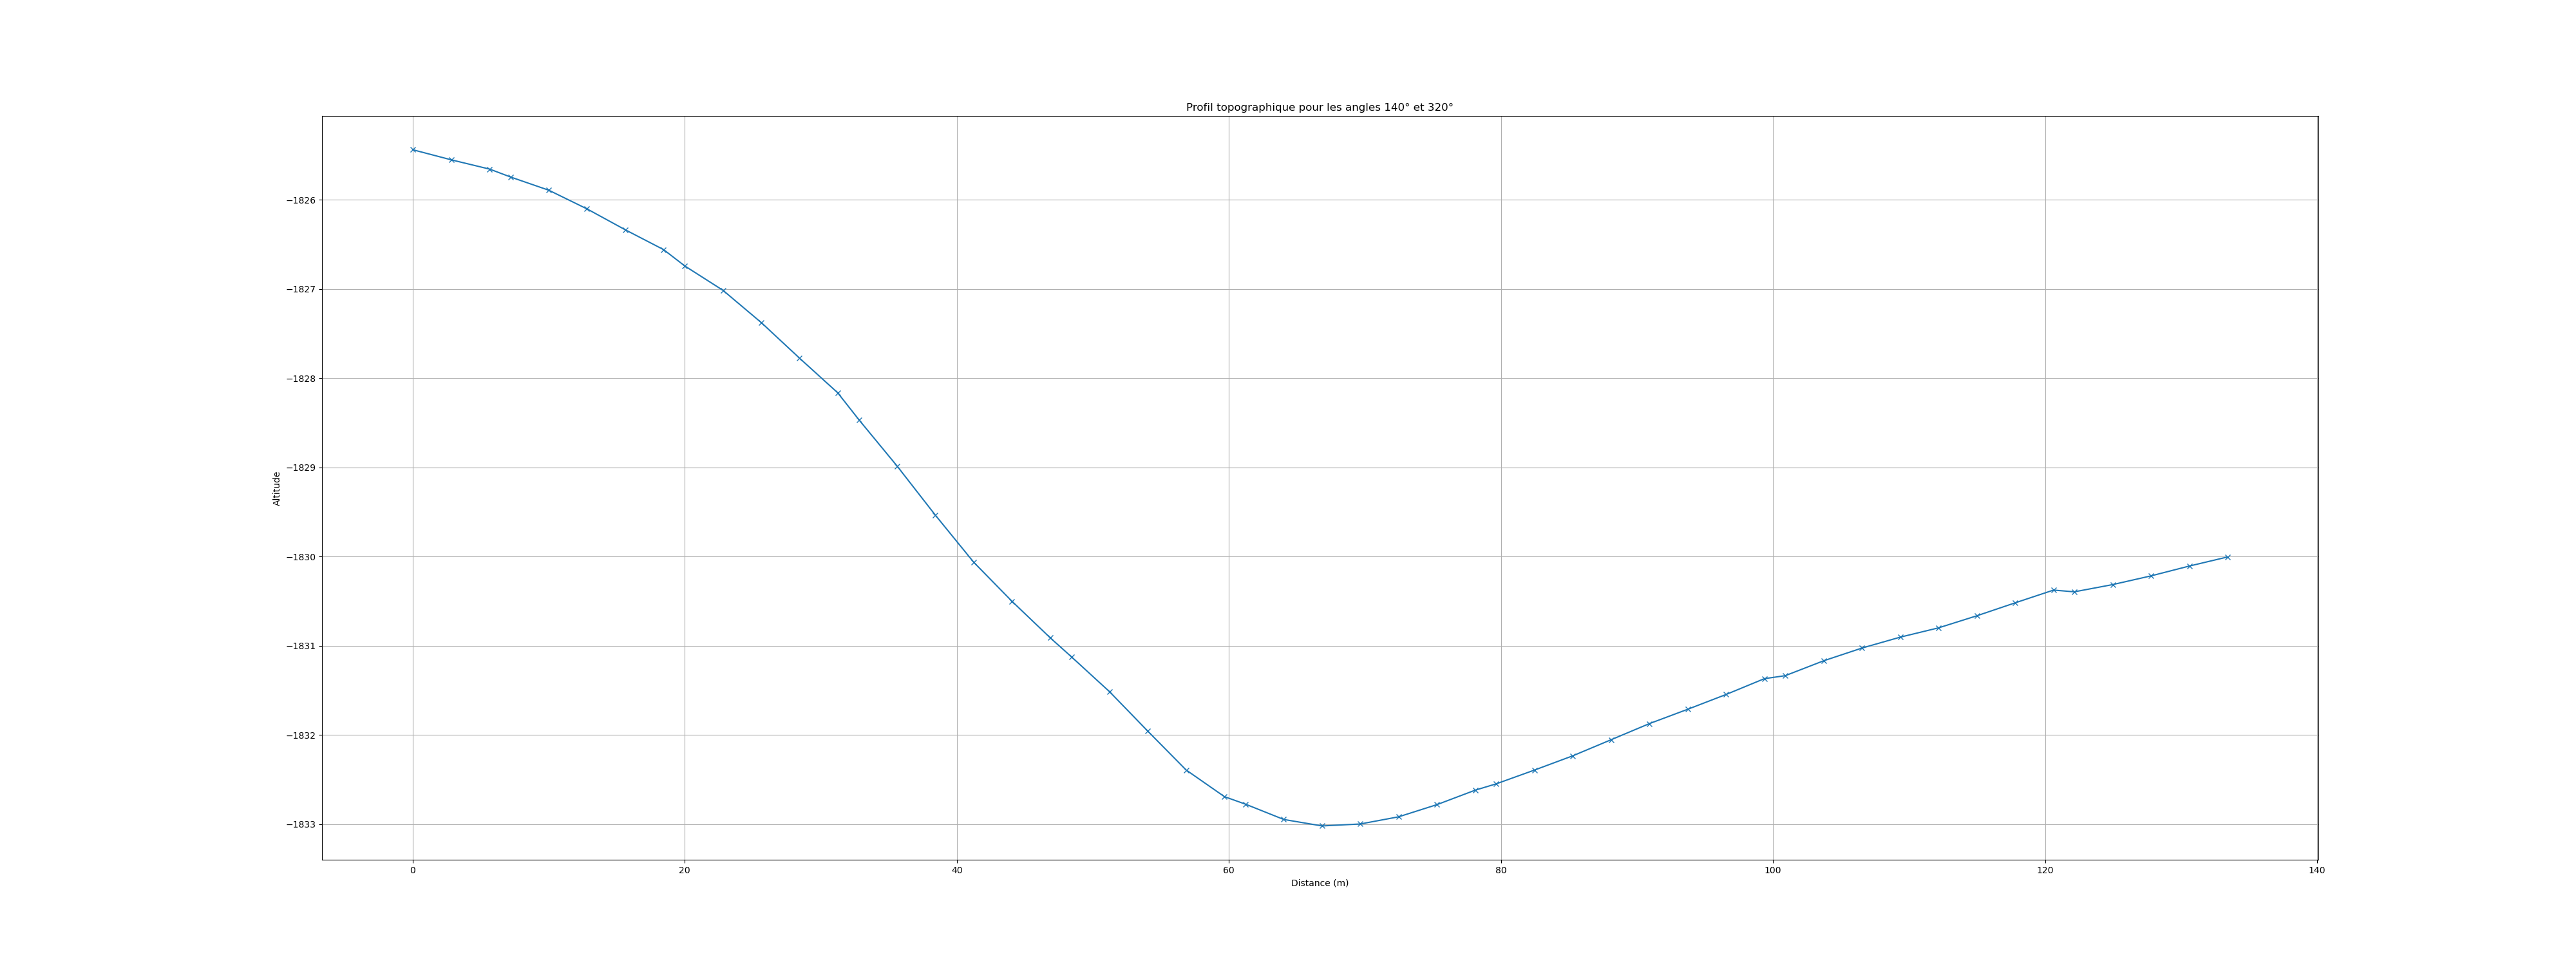 Profil topographique pour les angles 140° et 320°
Altitude
−1826
−1827
−1828
−1829
−1830
−1831
−1832
−1833
0 20 40 60 80 100 120 140
Distance (m)